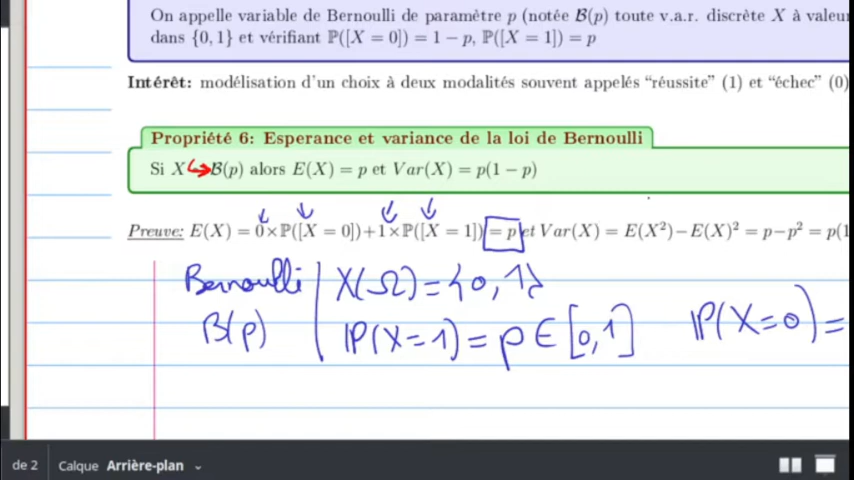 On appelle variable de Bernoulli de paramètre p (notée B(p) toute v.a.r. discrète X à valeur
dans {0, 1} et vérifiant ℙ([X = 0]) = 1 − p, ℙ([X = 1]) = p
Intérêt: modélisation d'un choix à deux modalités souvent appelés “réussite” (1) et “échec” (0)
Propriété 6: Esperance et variance de la loi de Bernoulli
Si X ↪ B(p) alors E(X) = p et Var(X) = p(1 − p)
Preuve: E(X) = 0×ℙ([X = 0])+1×ℙ([X = 1]) = p et Var(X) = E(X²)−E(X)² = p−p² = p(1
Bernoulli | X(Ω) = {0, 1}
B(p) | ℙ(X=1) = p ∈ [0,1] ℙ(X=0) =
de 2 Calque Arrière-plan